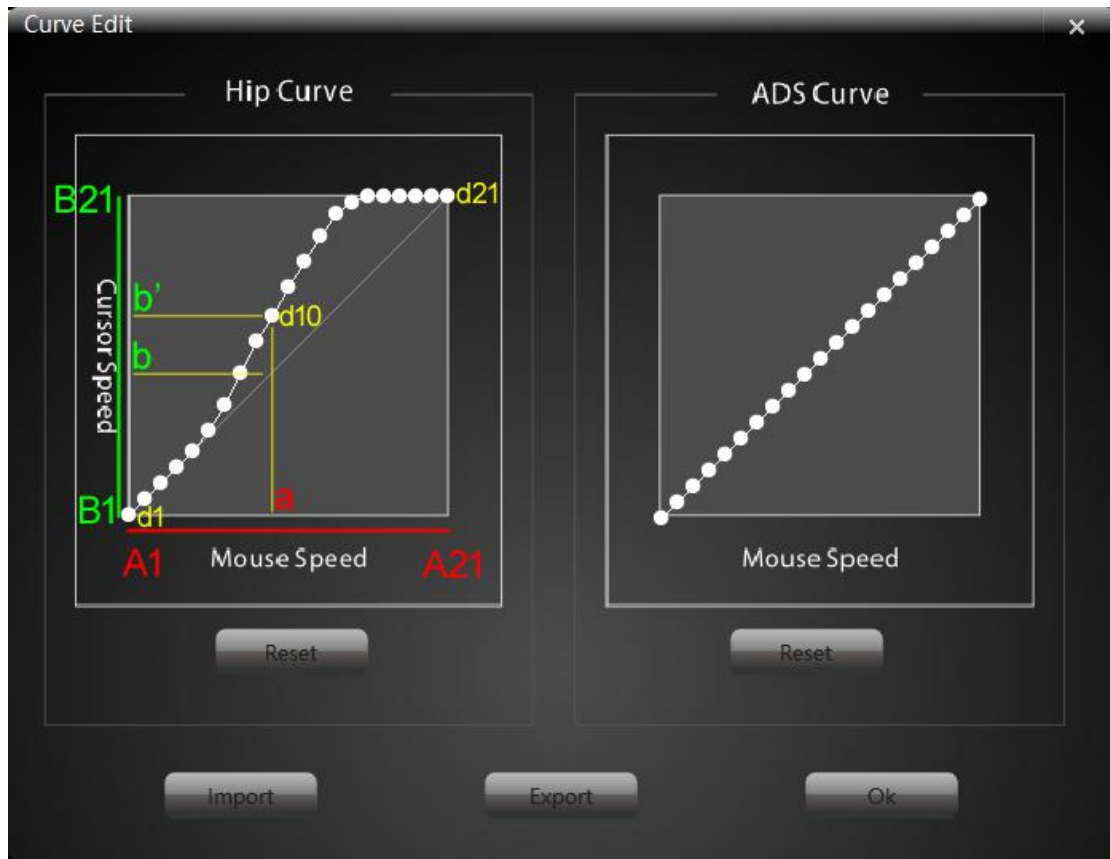 Curve Edit
×
Hip Curve
B21
d21
b'
d10
b
Cursor Speed
B1
d1
a
A1
Mouse Speed
A21
Reset
ADS Curve
Mouse Speed
Reset
Import
Export
Ok